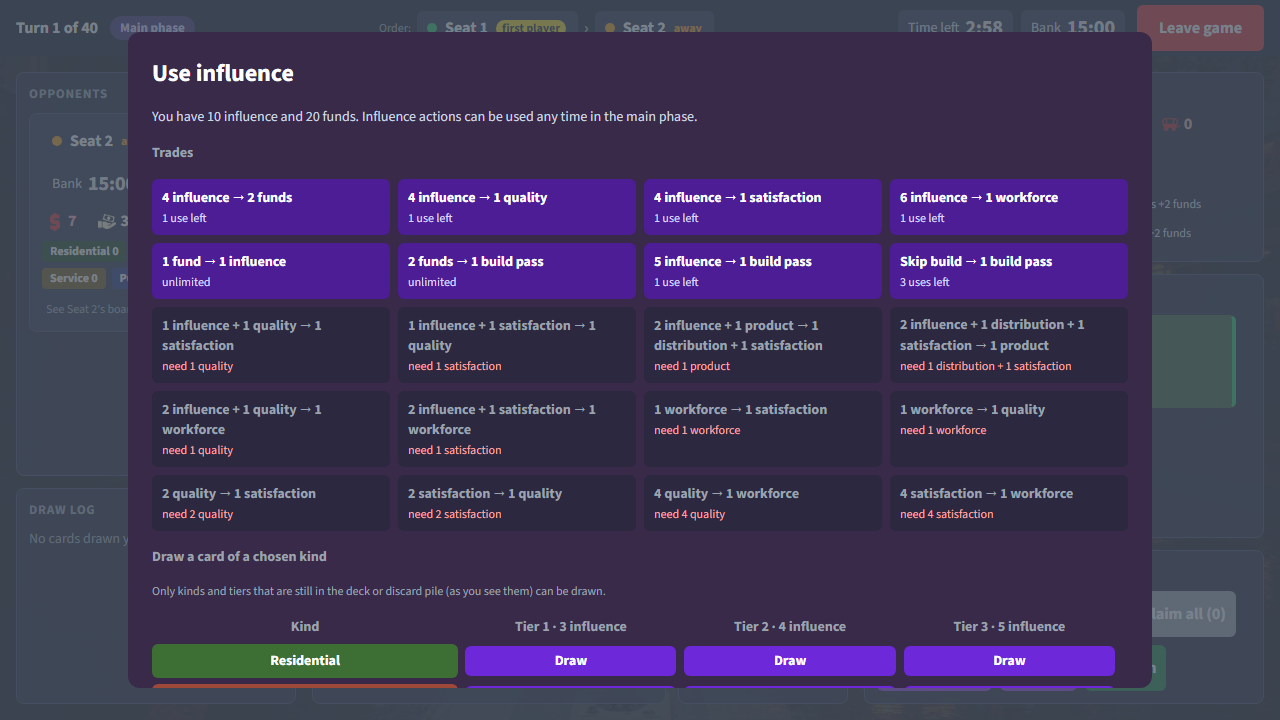 Turn 1 of 40
Main phase
Order:
Seat 1
first player
›
Seat 2
away
Time left 2:58
Bank 15:00
Leave game
OPPONENTS
Seat 2
Bank 15:0
7
3
Residential 0
Service 0
See Seat 2's boa
DRAW LOG
No cards drawn y
0
+2 funds
2 funds
laim all (0)
Use influence
You have 10 influence and 20 funds. Influence actions can be used any time in the main phase.
Trades
4 influence → 2 funds
1 use left
4 influence → 1 quality
1 use left
4 influence → 1 satisfaction
1 use left
6 influence → 1 workforce
1 use left
1 fund → 1 influence
unlimited
2 funds → 1 build pass
unlimited
5 influence → 1 build pass
1 use left
Skip build → 1 build pass
3 uses left
1 influence + 1 quality → 1
satisfaction
need 1 quality
1 influence + 1 satisfaction → 1
quality
need 1 satisfaction
2 influence + 1 product → 1
distribution + 1 satisfaction
need 1 product
2 influence + 1 distribution + 1
satisfaction → 1 product
need 1 distribution + 1 satisfaction
2 influence + 1 quality → 1
workforce
need 1 quality
2 influence + 1 satisfaction → 1
workforce
need 1 satisfaction
1 workforce → 1 satisfaction
need 1 workforce
1 workforce → 1 quality
need 1 workforce
2 quality → 1 satisfaction
need 2 quality
2 satisfaction → 1 quality
need 2 satisfaction
4 quality → 1 workforce
need 4 quality
4 satisfaction → 1 workforce
need 4 satisfaction
Draw a card of a chosen kind
Only kinds and tiers that are still in the deck or discard pile (as you see them) can be drawn.
Kind
Tier 1 · 3 influence
Tier 2 · 4 influence
Tier 3 · 5 influence
Residential
Draw
Draw
Draw